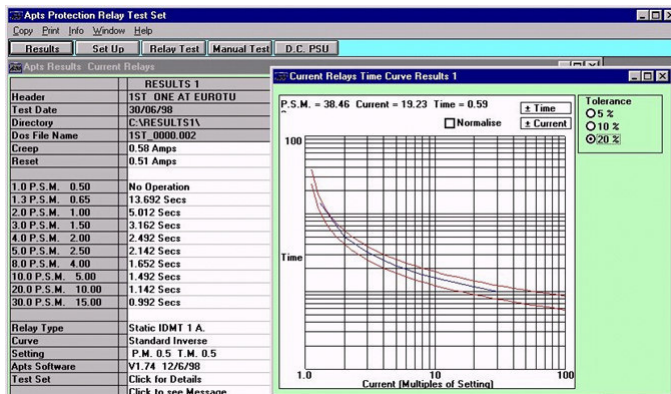 Apts Protection Relay Test Set
Copy Print Info Window Help
Results Set Up Relay Test Manual Test D.C. PSU
Apts Results Current Relays
RESULTS 1
Header 1ST ONE AT EUROTU
Test Date 30/06/98
Directory C:\RESULTS1\
Dos File Name 1ST_0000.002
Creep 0.58 Amps
Reset 0.51 Amps
1.0 P.S.M. 0.50 No Operation
1.3 P.S.M. 0.65 13.692 Secs
2.0 P.S.M. 1.00 5.012 Secs
3.0 P.S.M. 1.50 3.162 Secs
4.0 P.S.M. 2.00 2.492 Secs
5.0 P.S.M. 2.50 2.142 Secs
8.0 P.S.M. 4.00 1.652 Secs
10.0 P.S.M. 5.00 1.492 Secs
20.0 P.S.M. 10.00 1.142 Secs
30.0 P.S.M. 15.00 0.992 Secs
Relay Type Static IDMT 1 A.
Curve Standard Inverse
Setting P.M. 0.5 T.M. 0.5
Apts Software V1.74 12/6/98
Test Set Click for Details
Click to see Message
Current Relays Time Curve Results 1
P.S.M. = 38.46 Current = 19.23 Time = 0.59
± Time
Normalise
± Current
Tolerance
5 %
10 %
20 %
100
Time
1.0 10 100
Current [Multiples of Setting]